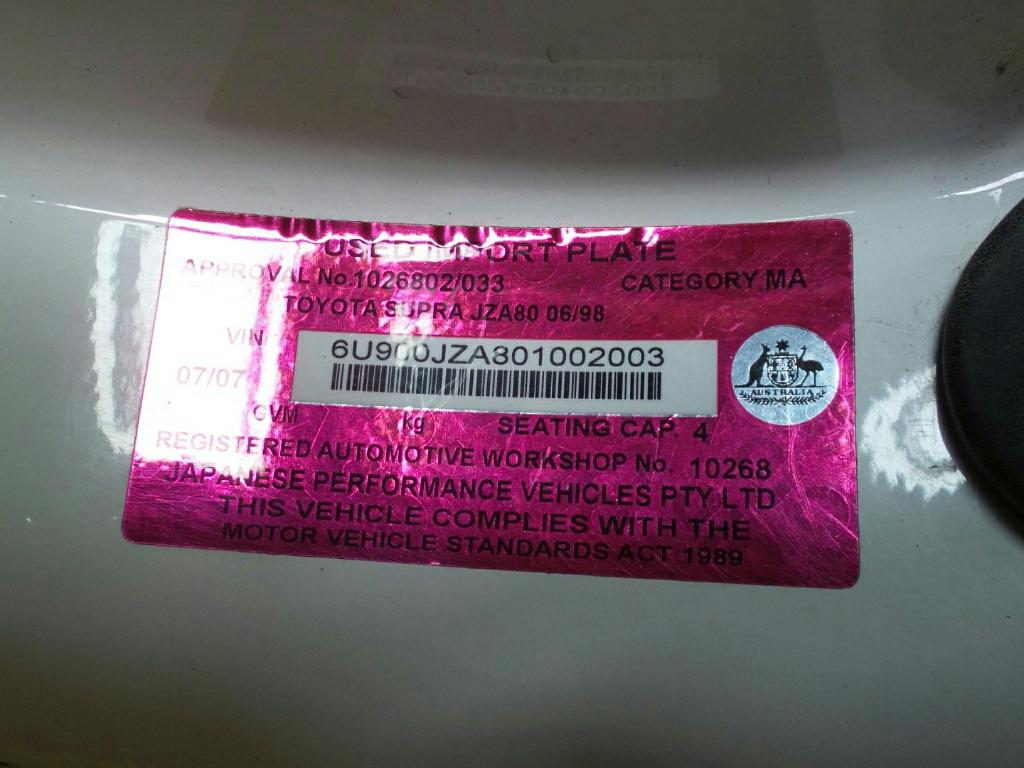 USED IMPORT PLATE
APPROVAL No.1026802/033 CATEGORY MA
TOYOTA SUPRA JZA80 06/98
VIN 6U900JZA801002003
07/07
AUSTRALIA
GVM kg SEATING CAP. 4
REGISTERED AUTOMOTIVE WORKSHOP No. 10268
JAPANESE PERFORMANCE VEHICLES PTY LTD
THIS VEHICLE COMPLIES WITH THE
MOTOR VEHICLE STANDARDS ACT 1989